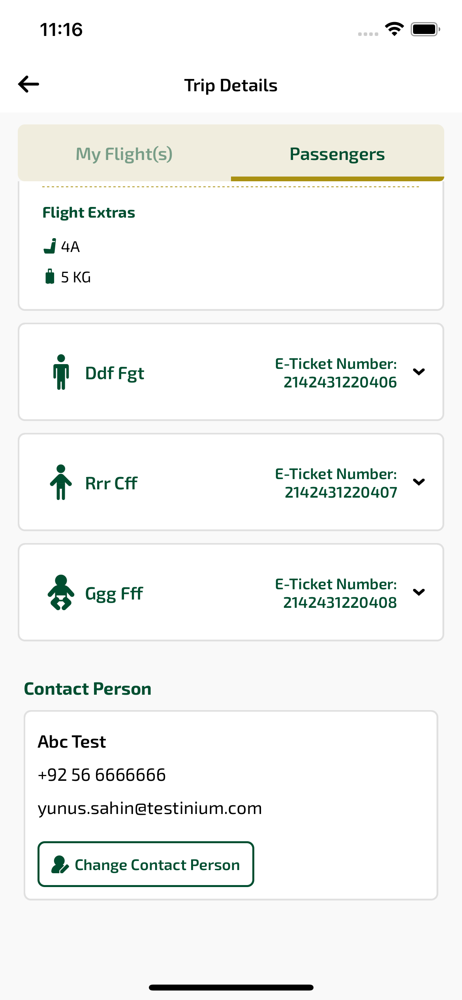 11:16
Trip Details
My Flight(s)
Passengers
Flight Extras
4A
5 KG
Ddf Fgt
E-Ticket Number:
2142431220406
Rrr Cff
E-Ticket Number:
2142431220407
Ggg Fff
E-Ticket Number:
2142431220408
Contact Person
Abc Test
+92 56 6666666
yunus.sahin@testinium.com
Change Contact Person